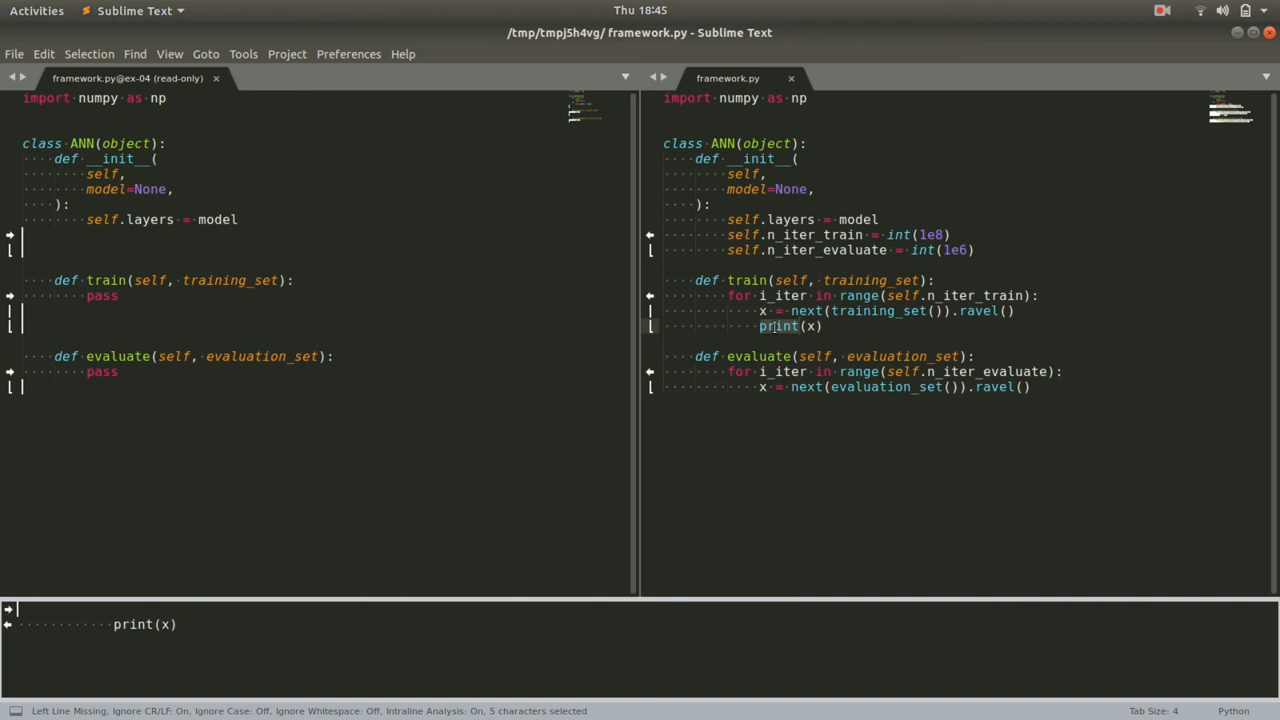 Activities
Sublime Text
Thu 18:45
/tmp/tmpj5h4vg/ framework.py - Sublime Text
File Edit Selection Find View Goto Tools Project Preferences Help
framework.py@ex-04 (read-only) ×
import numpy as np
class ANN(object):
def __init__(
self,
model=None,
):
self.layers = model
def train(self, training_set):
pass
def evaluate(self, evaluation_set):
pass
framework.py ×
import numpy as np
class ANN(object):
def __init__(
self,
model=None,
):
self.layers = model
self.n_iter_train = int(1e8)
self.n_iter_evaluate = int(1e6)
def train(self, training_set):
for i_iter in range(self.n_iter_train):
x = next(training_set()).ravel()
print(x)
def evaluate(self, evaluation_set):
for i_iter in range(self.n_iter_evaluate):
x = next(evaluation_set()).ravel()
print(x)
Left Line Missing, Ignore CR/LF: On, Ignore Case: Off, Ignore Whitespace: Off, Intraline Analysis: On, 5 characters selected
Tab Size: 4
Python